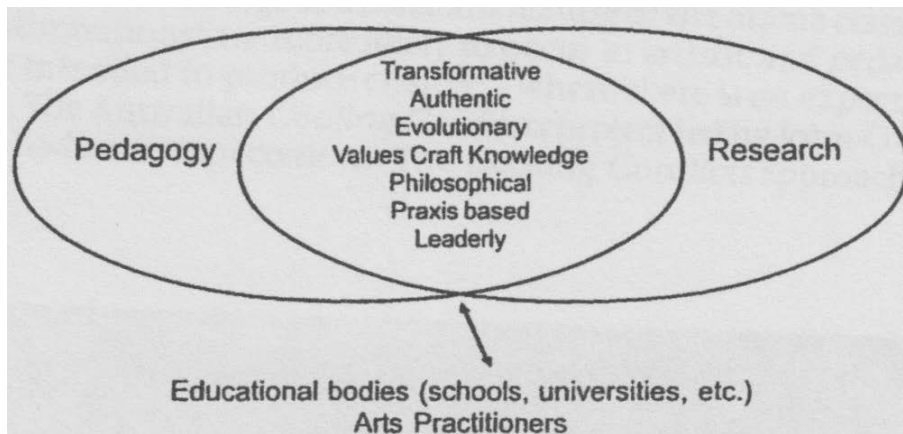 Transformative
Authentic
Evolutionary
Pedagogy Values Craft Knowledge Research
Philosophical
Praxis based
Leaderly
Educational bodies (schools, universities, etc.)
Arts Practitioners